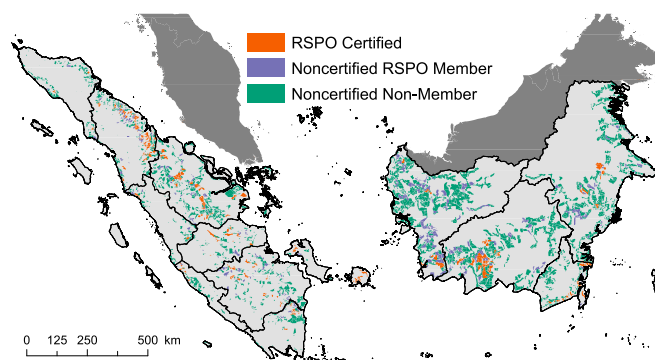 RSPO Certified
Noncertified RSPO Member
Noncertified Non-Member
0 125 250 500 km